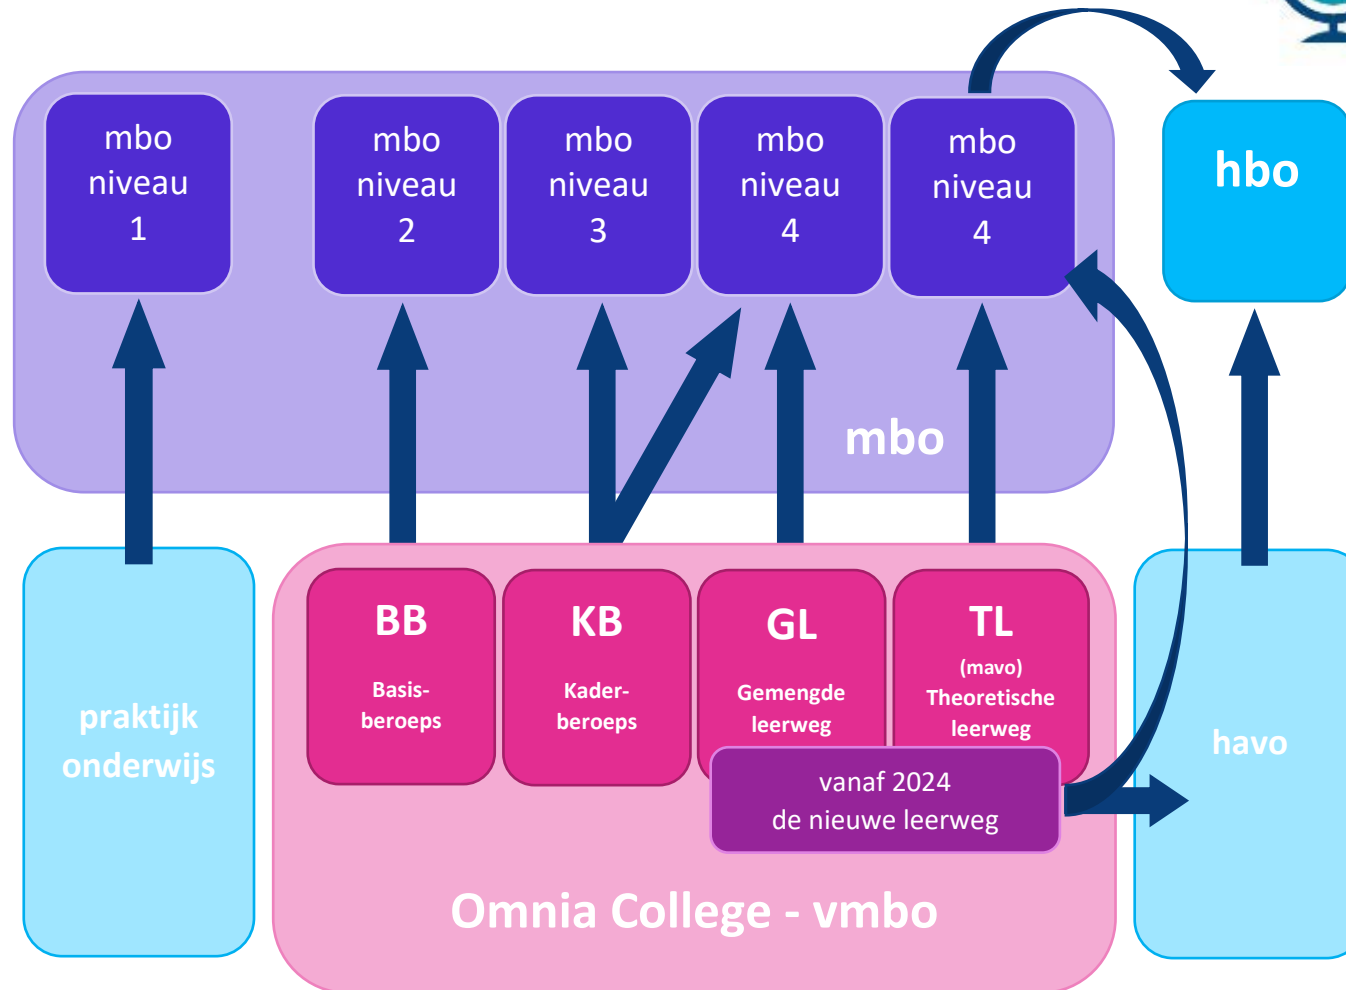 mbo
niveau
1
mbo
niveau
2
mbo
niveau
3
mbo
niveau
4
mbo
niveau
4
hbo
mbo
praktijk
onderwijs
BB
Basis-
beroeps
KB
Kader-
beroeps
GL
Gemengde
leerweg
TL
(mavo)
Theoretische
leerweg
vanaf 2024
de nieuwe leerweg
havo
Omnia College - vmbo